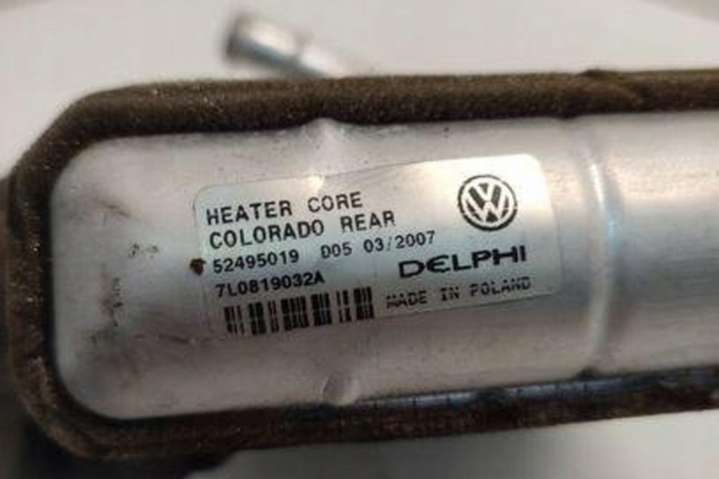 HEATER CORE
COLORADO REAR
52495019 D05 03/2007
7L0819032A
DELPHI
MADE IN POLAND